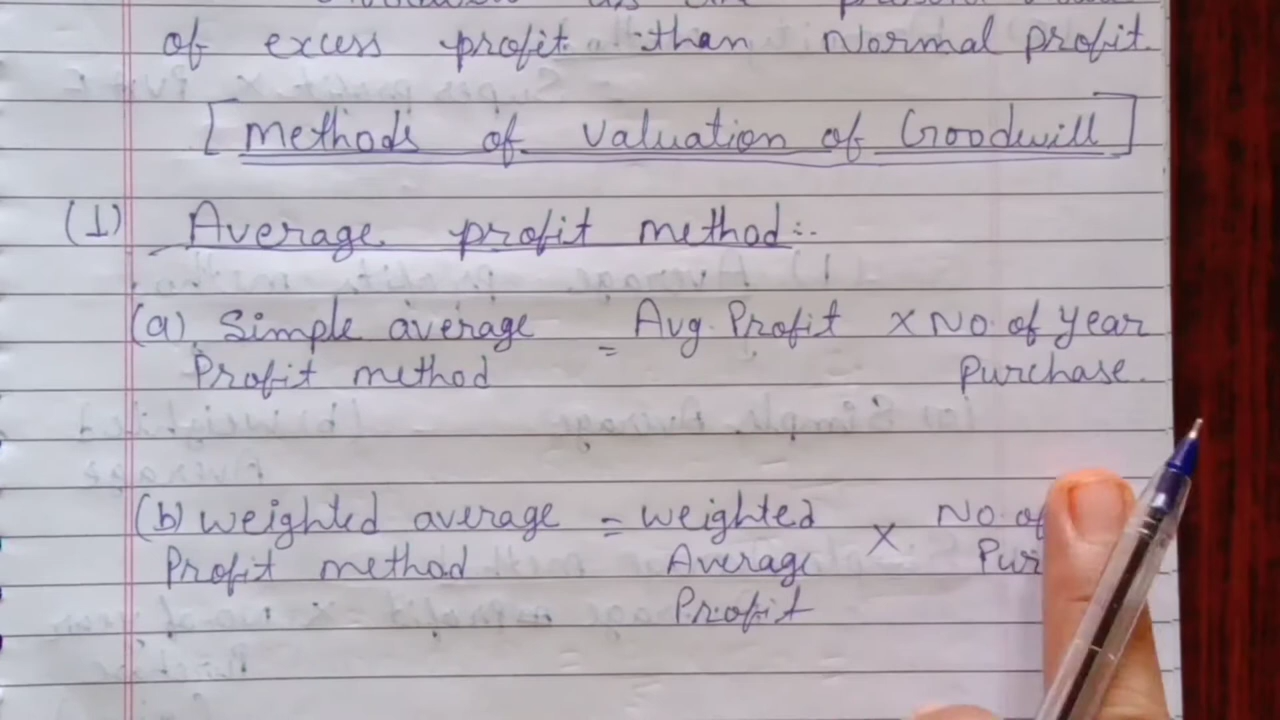 of excess profit than Normal profit.
[Methods of Valuation of Goodwill]
(1) Average profit method :-
(a) Simple average = Avg. Profit X No. of year
Profit method Purchase.
(b) weighted average = weighted X No. of
Profit method Average Pur
Profit